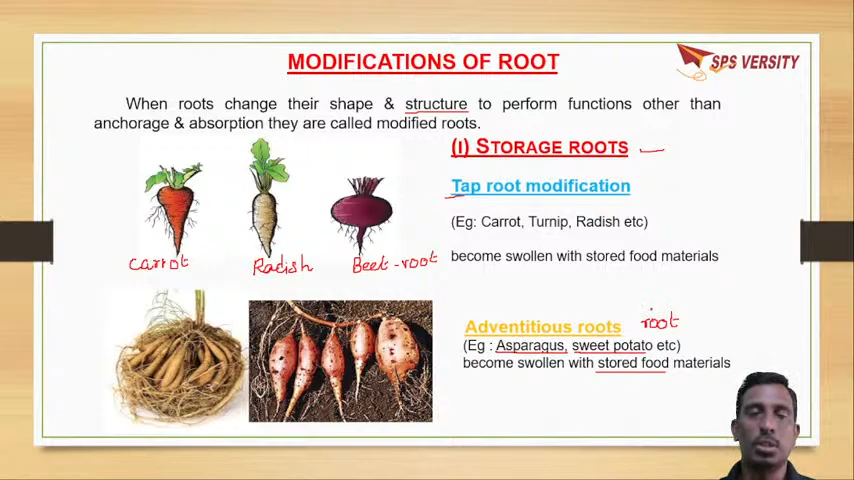 MODIFICATIONS OF ROOT
SPS VERSITY
When roots change their shape & structure to perform functions other than
anchorage & absorption they are called modified roots.
(I) STORAGE ROOTS
Tap root modification
(Eg: Carrot, Turnip, Radish etc)
become swollen with stored food materials
Carrot Radish Beet-root
Adventitious roots root
(Eg : Asparagus, sweet potato etc)
become swollen with stored food materials